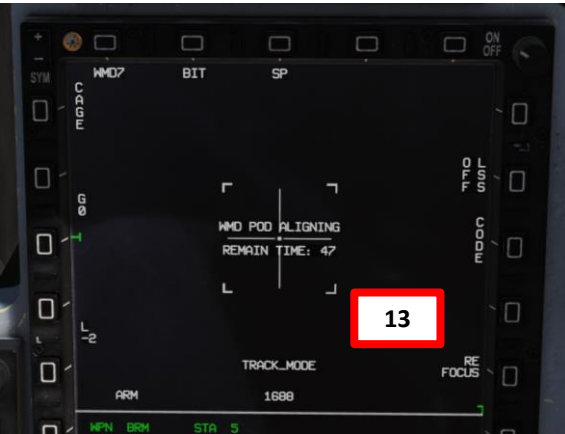 +
-
SYM
ON
OFF
WMD7
BIT
SP
CAGE
LSS
OFF
G0
CODE
WMD POD ALIGNING
REMAIN TIME: 47
13
L
-2
TRACK_MODE
RE
FOCUS
ARM
1688
WPN BRM
STA 5